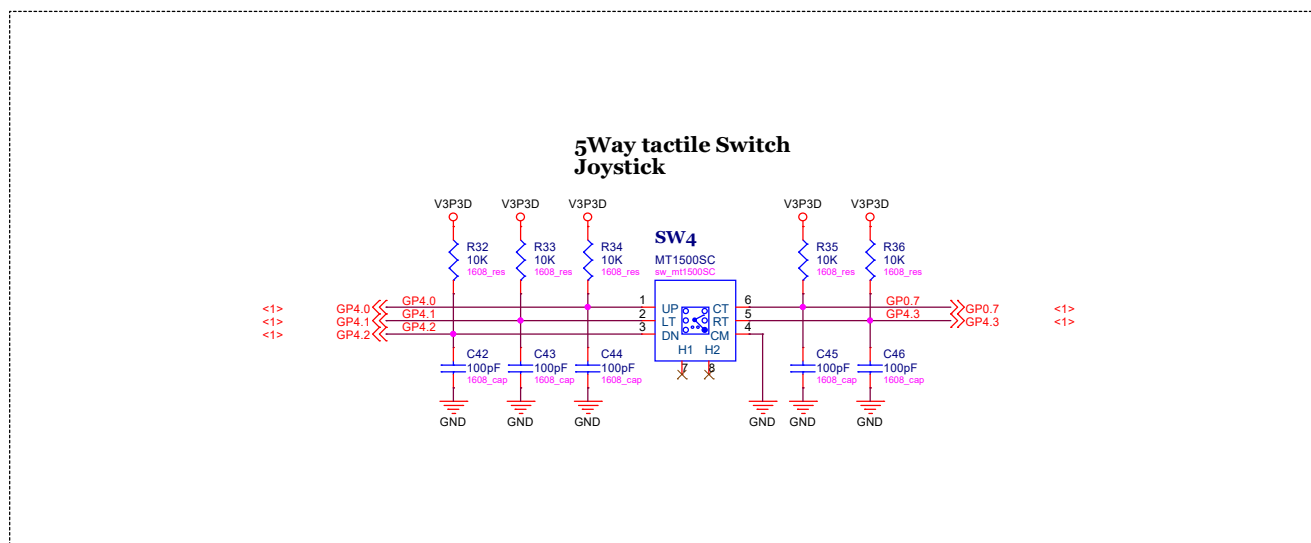 5Way tactile Switch
Joystick
V3P3D V3P3D V3P3D V3P3D V3P3D
SW4
R32 R33 R34 MT1500SC R35 R36
10K 10K 10K sw_mt1500SC 10K 10K
1608_res 1608_res 1608_res 1608_res 1608_res
<1> GP4.0 GP4.0 1 UP CT 6 GP0.7 GP0.7 <1>
<1> GP4.1 GP4.1 2 LT RT 5 GP4.3 GP4.3 <1>
<1> GP4.2 GP4.2 3 DN CM 4
H1 H2
7 8
C42 C43 C44 C45 C46
100pF 100pF 100pF 100pF 100pF
1608_cap 1608_cap 1608_cap 1608_cap 1608_cap
GND GND GND GND GND GND